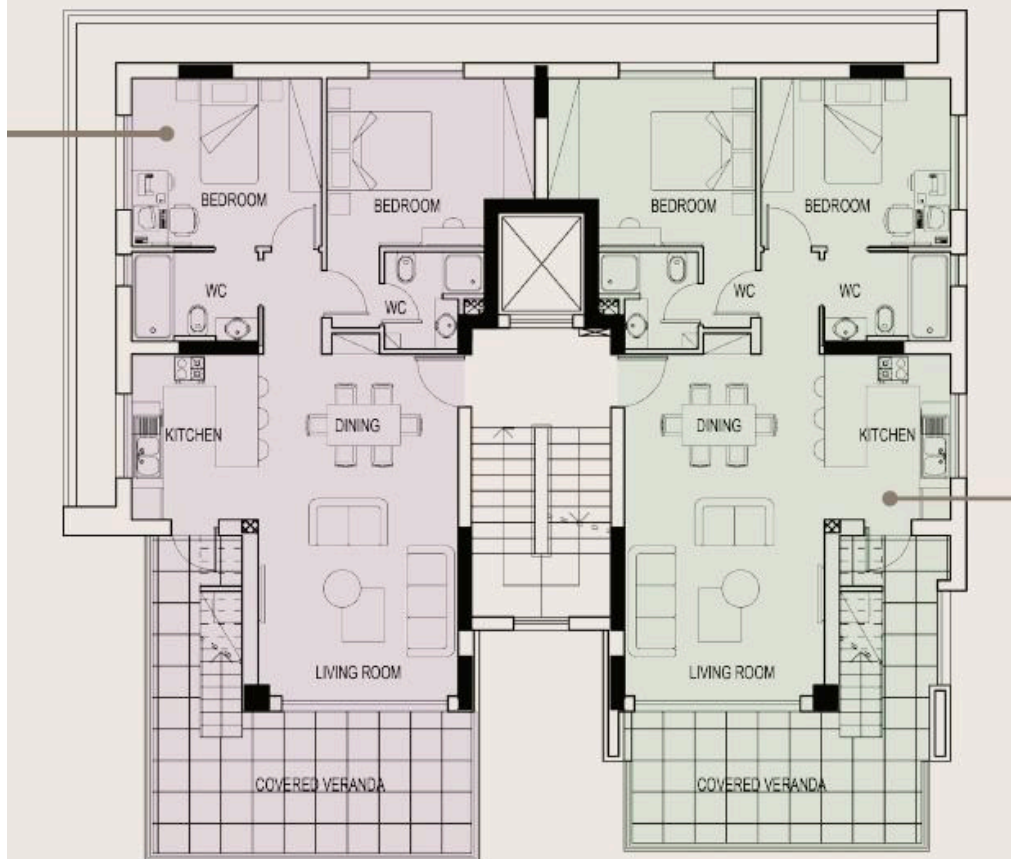 BEDROOM
BEDROOM
BEDROOM
BEDROOM
WC
WC
WC
WC
DINING
DINING
KITCHEN
KITCHEN
LIVING ROOM
LIVING ROOM
COVERED VERANDA
COVERED VERANDA